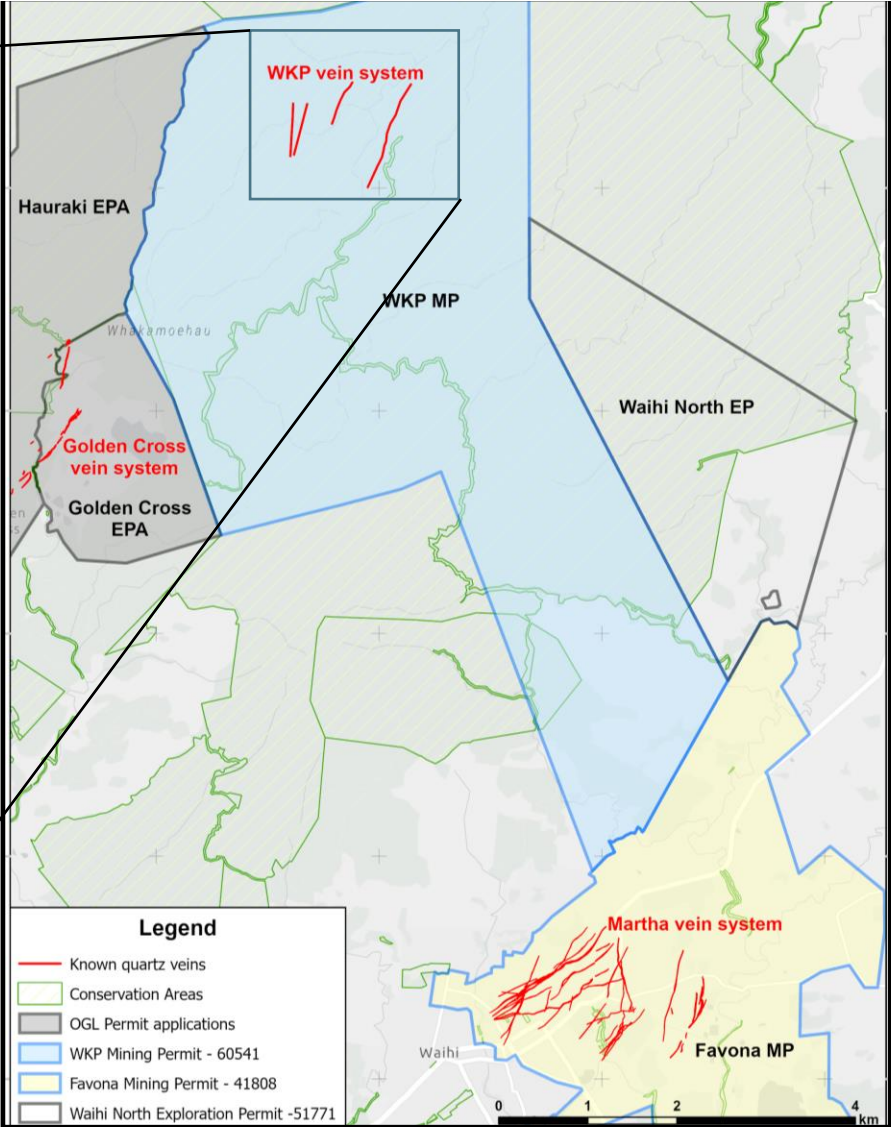 WKP vein system
Hauraki EPA
WKP MP
Whakamoehau
Waihi North EP
Golden Cross
vein system
Golden Cross
EPA
Martha vein system
Waihi
Favona MP
Legend
Known quartz veins
Conservation Areas
OGL Permit applications
WKP Mining Permit - 60541
Favona Mining Permit - 41808
Waihi North Exploration Permit -51771
0 1 2 4
km